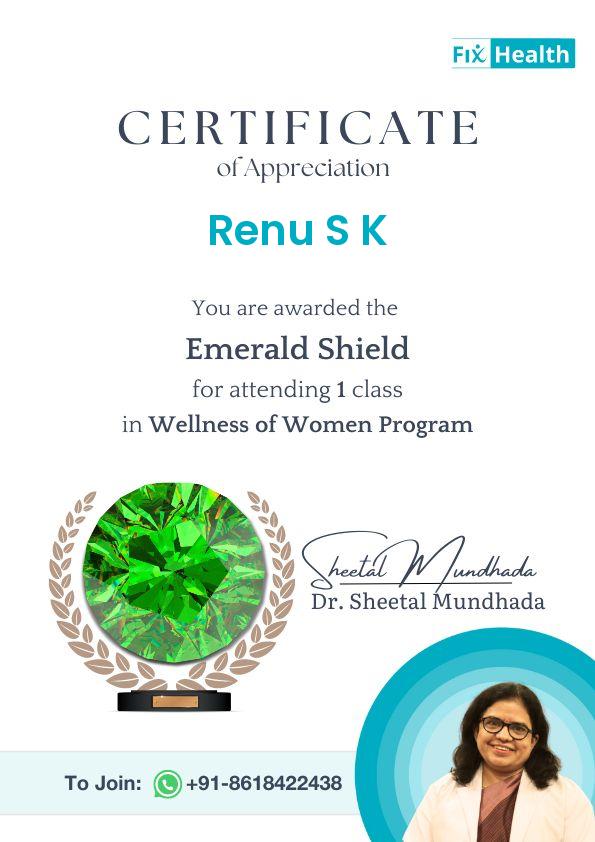 Fix Health
CERTIFICATE
of Appreciation
Renu S K
You are awarded the
Emerald Shield
for attending 1 class
in Wellness of Women Program
Sheetal Mundhada
Dr. Sheetal Mundhada
To Join: +91-8618422438